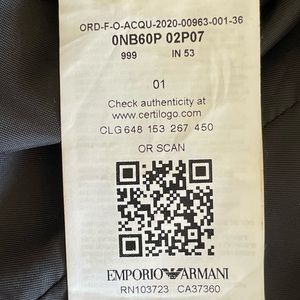 ORD-F-O-ACQU-2020-00963-001-36
0NB60P 02P07
999 IN 53
01
Check authenticity at
www.certilogo.com
CLG 648 153 267 450
OR SCAN
EMPORIO ARMANI
RN103723 CA37360